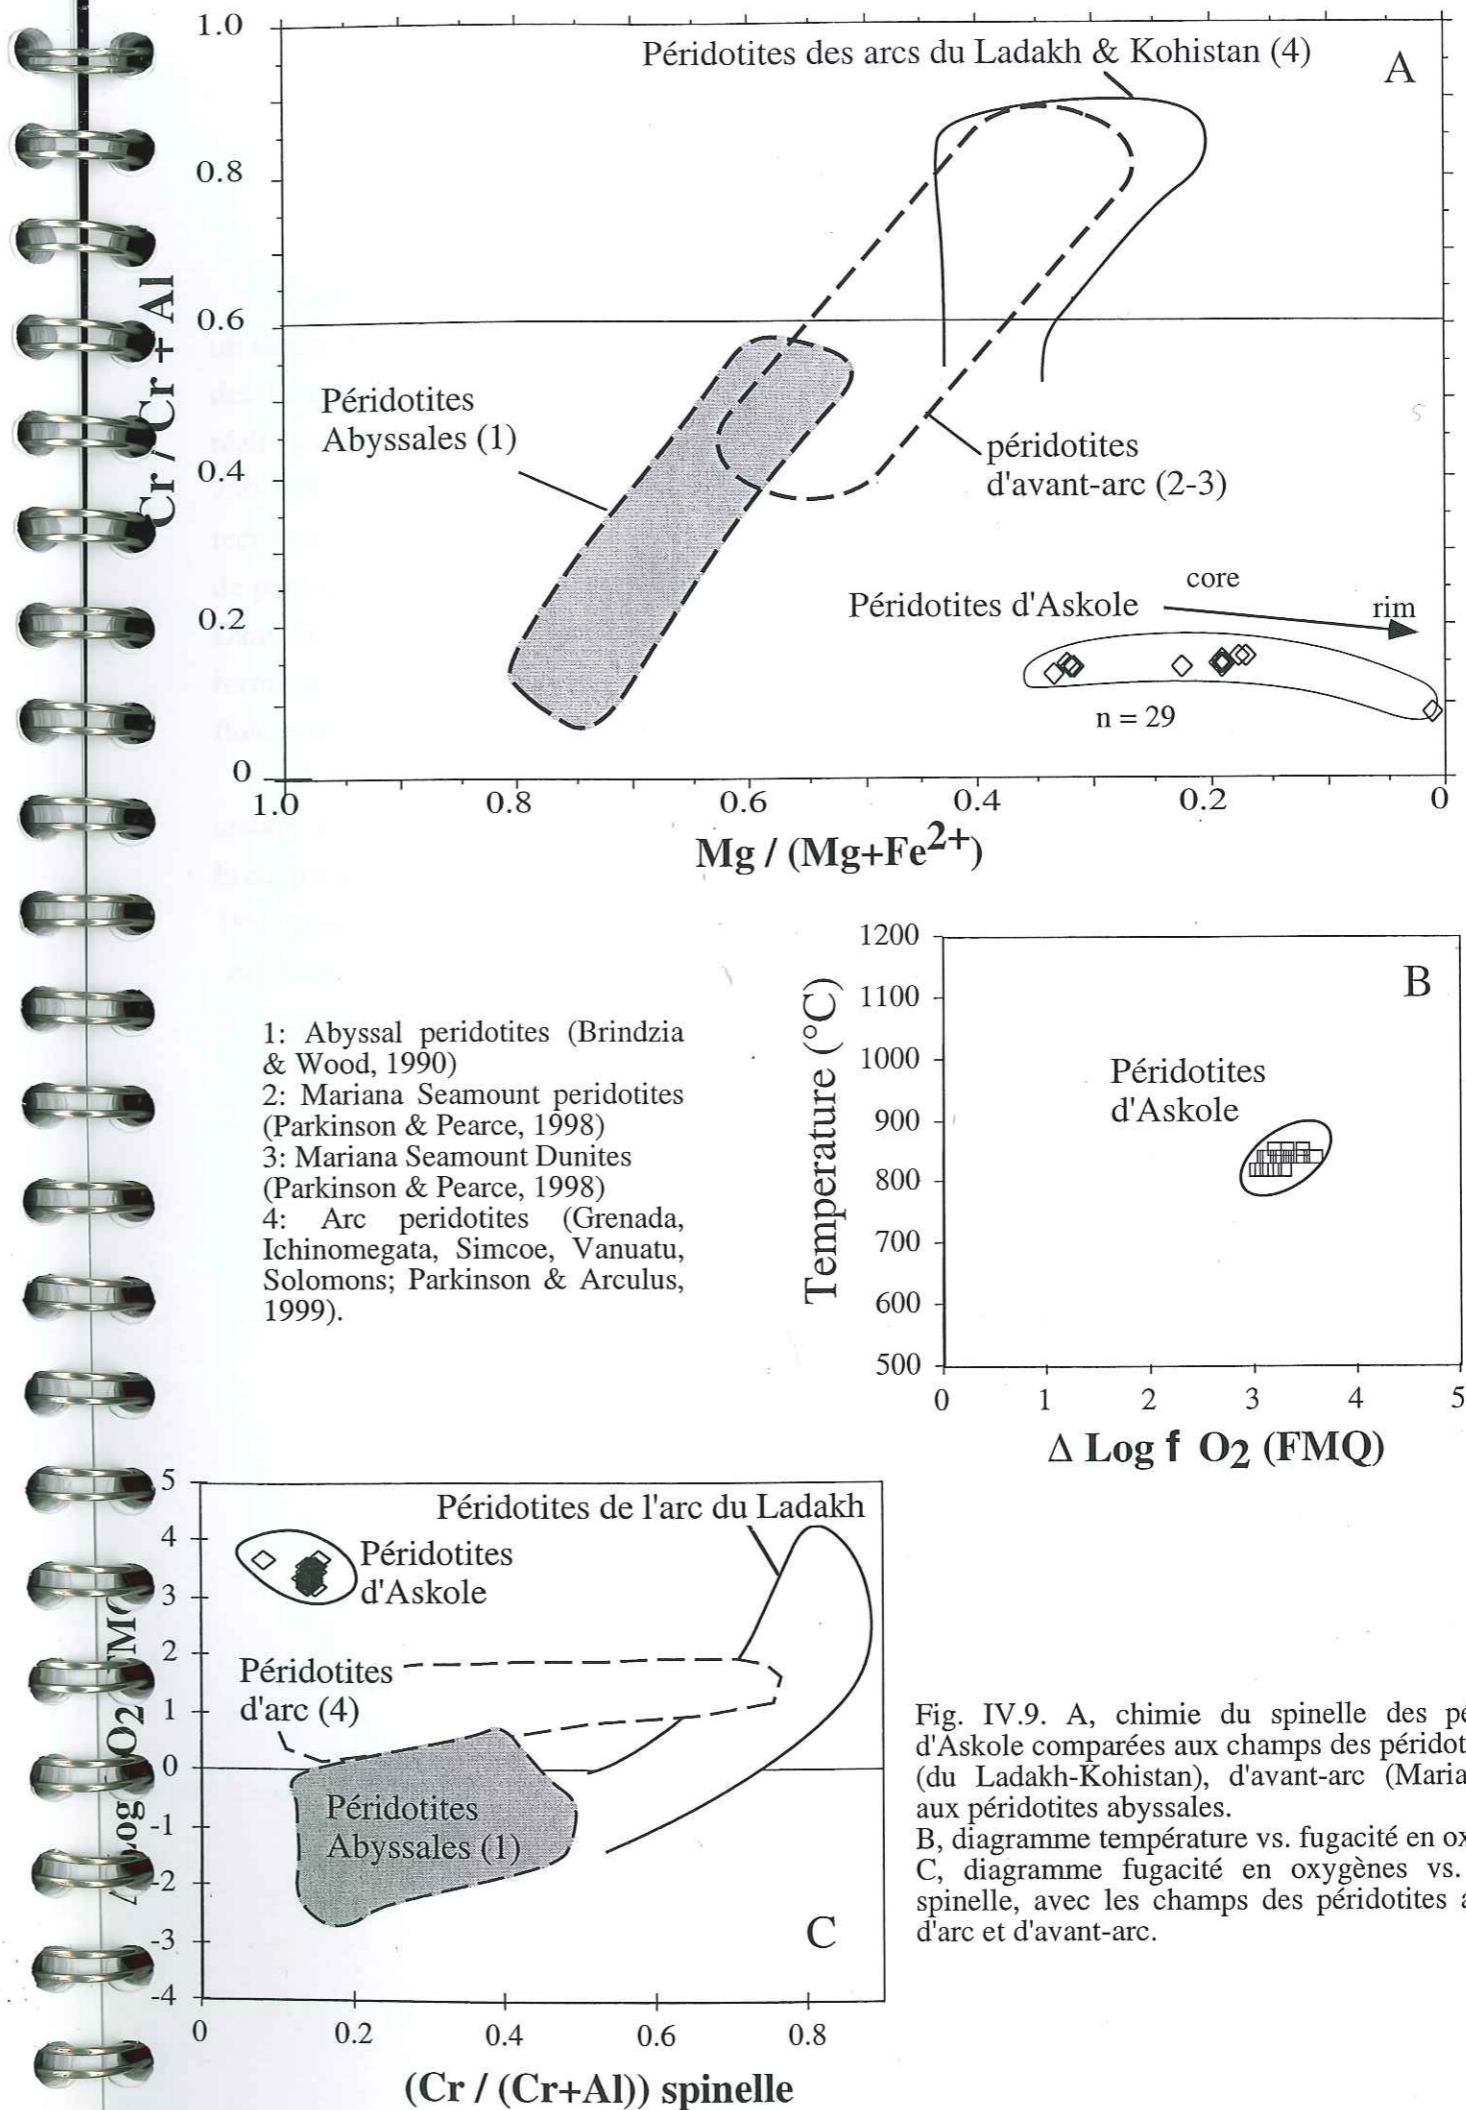 1.0
0.8
0.6
0.4
0.2
0
Cr / Cr + Al
Péridotites des arcs du Ladakh & Kohistan (4)
A
Péridotites
Abyssales (1)
péridotites
d'avant-arc (2-3)
core
Péridotites d'Askole
rim
n = 29
1.0
0.8
0.6
0.4
0.2
0
Mg / (Mg+Fe2+)
1: Abyssal peridotites (Brindzia
& Wood, 1990)
2: Mariana Seamount peridotites
(Parkinson & Pearce, 1998)
3: Mariana Seamount Dunites
(Parkinson & Pearce, 1998)
4: Arc peridotites (Grenada,
Ichinomegata, Simcoe, Vanuatu,
Solomons; Parkinson & Arculus,
1999).
1200
1100
1000
900
800
700
600
500
Temperature (°C)
B
Péridotites
d'Askole
0
1
2
3
4
5
Δ Log f O2 (FMQ)
5
4
3
2
1
0
-1
-2
-3
-4
O2
Péridotites de l'arc du Ladakh
Péridotites
d'Askole
Péridotites
d'arc (4)
Péridotites
Abyssales (1)
C
0
0.2
0.4
0.6
0.8
(Cr / (Cr+Al)) spinelle
Fig. IV.9. A, chimie du spinelle des
d'Askole comparées aux champs des
(du Ladakh-Kohistan), d'avant-arc
aux péridotites abyssales.
B, diagramme température vs. fugacité en
C, diagramme fugacité en oxygènes vs.
spinelle, avec les champs des péridotites
d'arc et d'avant-arc.